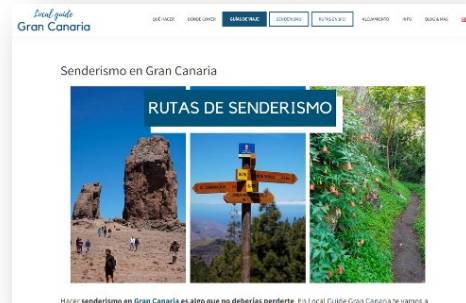 Local guide
Gran Canaria
QUÉ HACER DÓNDE COMER GUÍAS DE VIAJE SENDERISMO RUTAS EN BICI ALOJAMIENTO INFO BLOG & MÁS
Senderismo en Gran Canaria
RUTAS DE SENDERISMO
Hacer senderismo en Gran Canaria es algo que no deberías perderte. En Local Guide Gran Canaria te vamos a